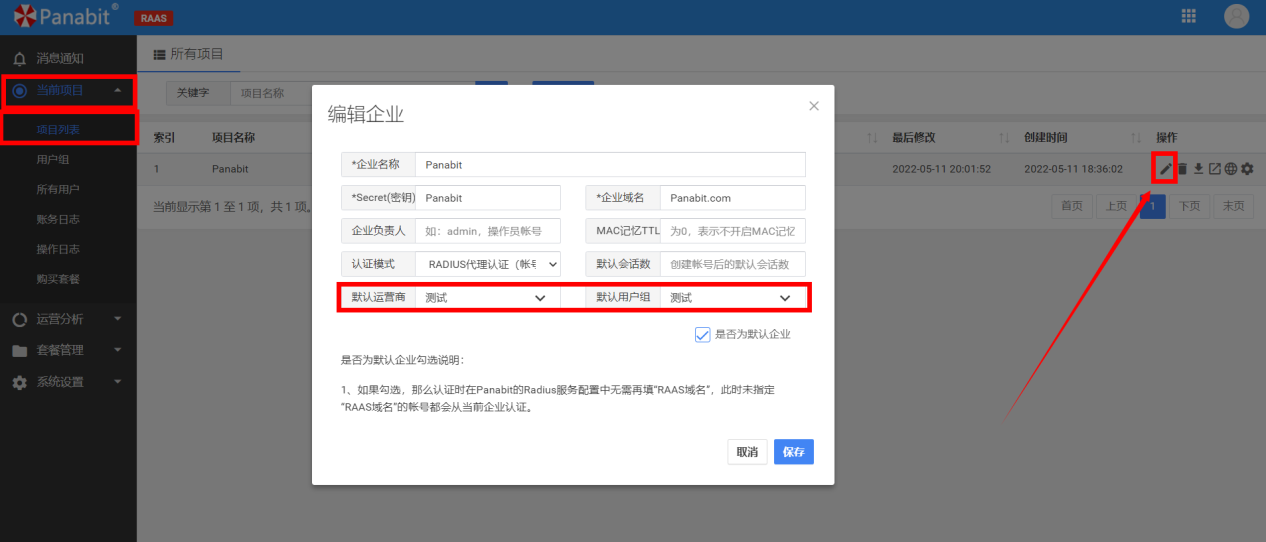 Panabit® RAAS
消息通知
当前项目
项目列表
用户组
所有用户
账务日志
操作日志
购买套餐
运营分析
套餐管理
系统设置
所有项目
关键字 项目名称
索引 项目名称 最后修改 创建时间 操作
1 Panabit 2022-05-11 20:01:52 2022-05-11 18:36:02
当前显示第 1 至 1 项，共 1 项。 首页 上页 1 下页 末页
编辑企业
*企业名称 Panabit
*Secret(密钥) Panabit *企业域名 Panabit.com
企业负责人 如：admin，操作员帐号 MAC记忆TTL 为0，表示不开启MAC记忆
认证模式 RADIUS代理认证（帐号 默认会话数 创建帐号后的默认会话数
默认运营商 测试 默认用户组 测试
是否为默认企业
是否为默认企业勾选说明：
1、如果勾选，那么认证时在Panabit的Radius服务配置中无需再填“RAAS域名”，此时未指定
“RAAS域名”的帐号都会从当前企业认证。
取消 保存